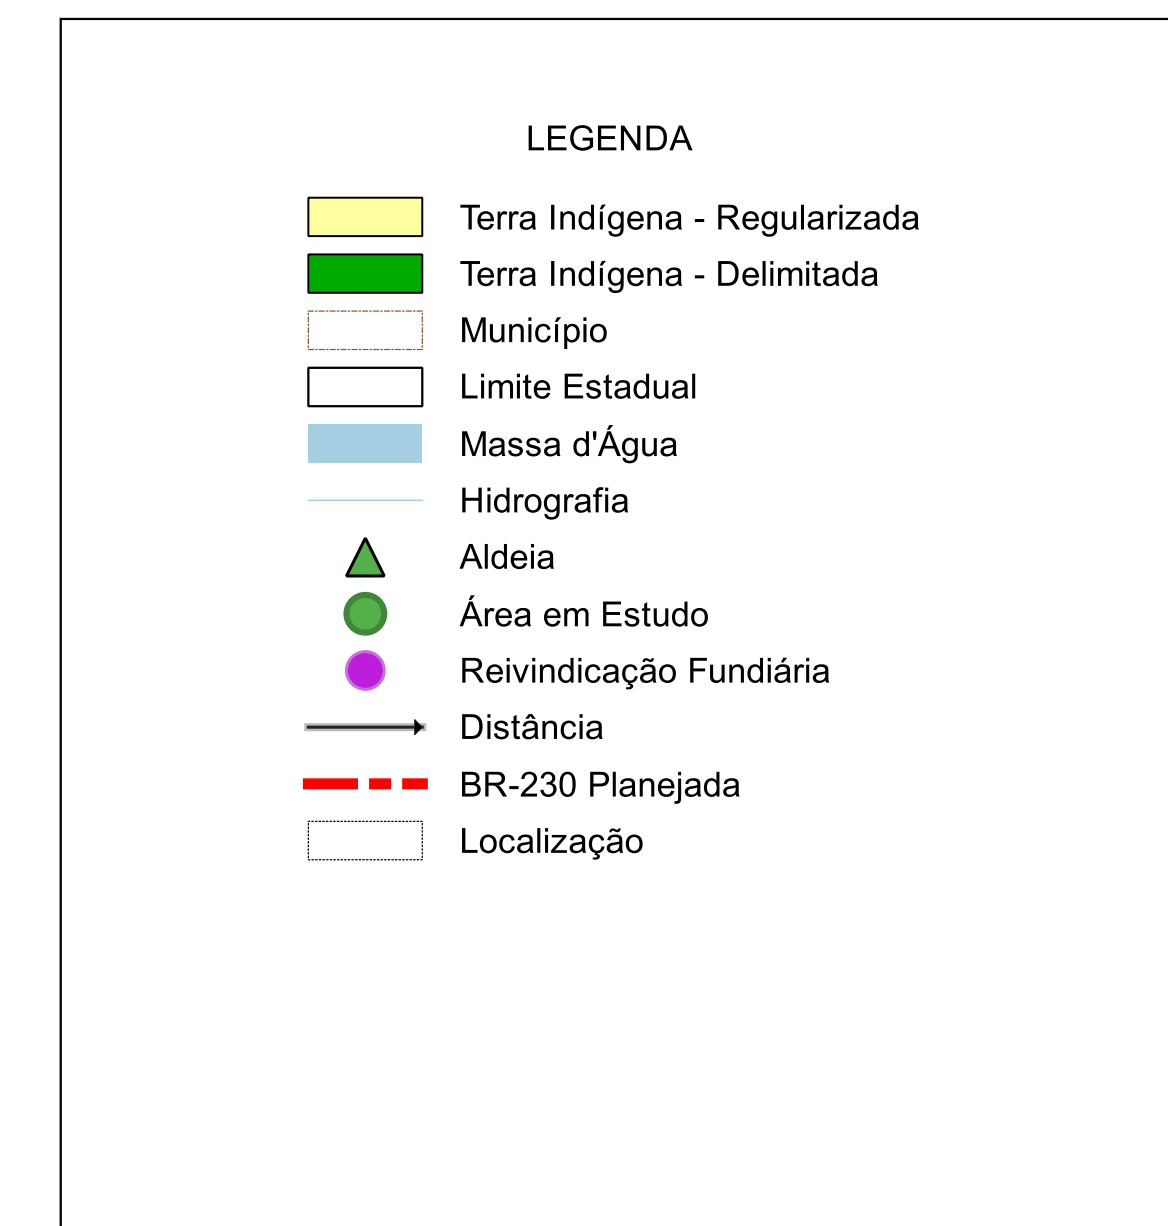 LEGENDA
Terra Indígena - Regularizada
Terra Indígena - Delimitada
Município
Limite Estadual
Massa d'Água
Hidrografia
Aldeia
Área em Estudo
Reivindicação Fundiária
Distância
BR-230 Planejada
Localização